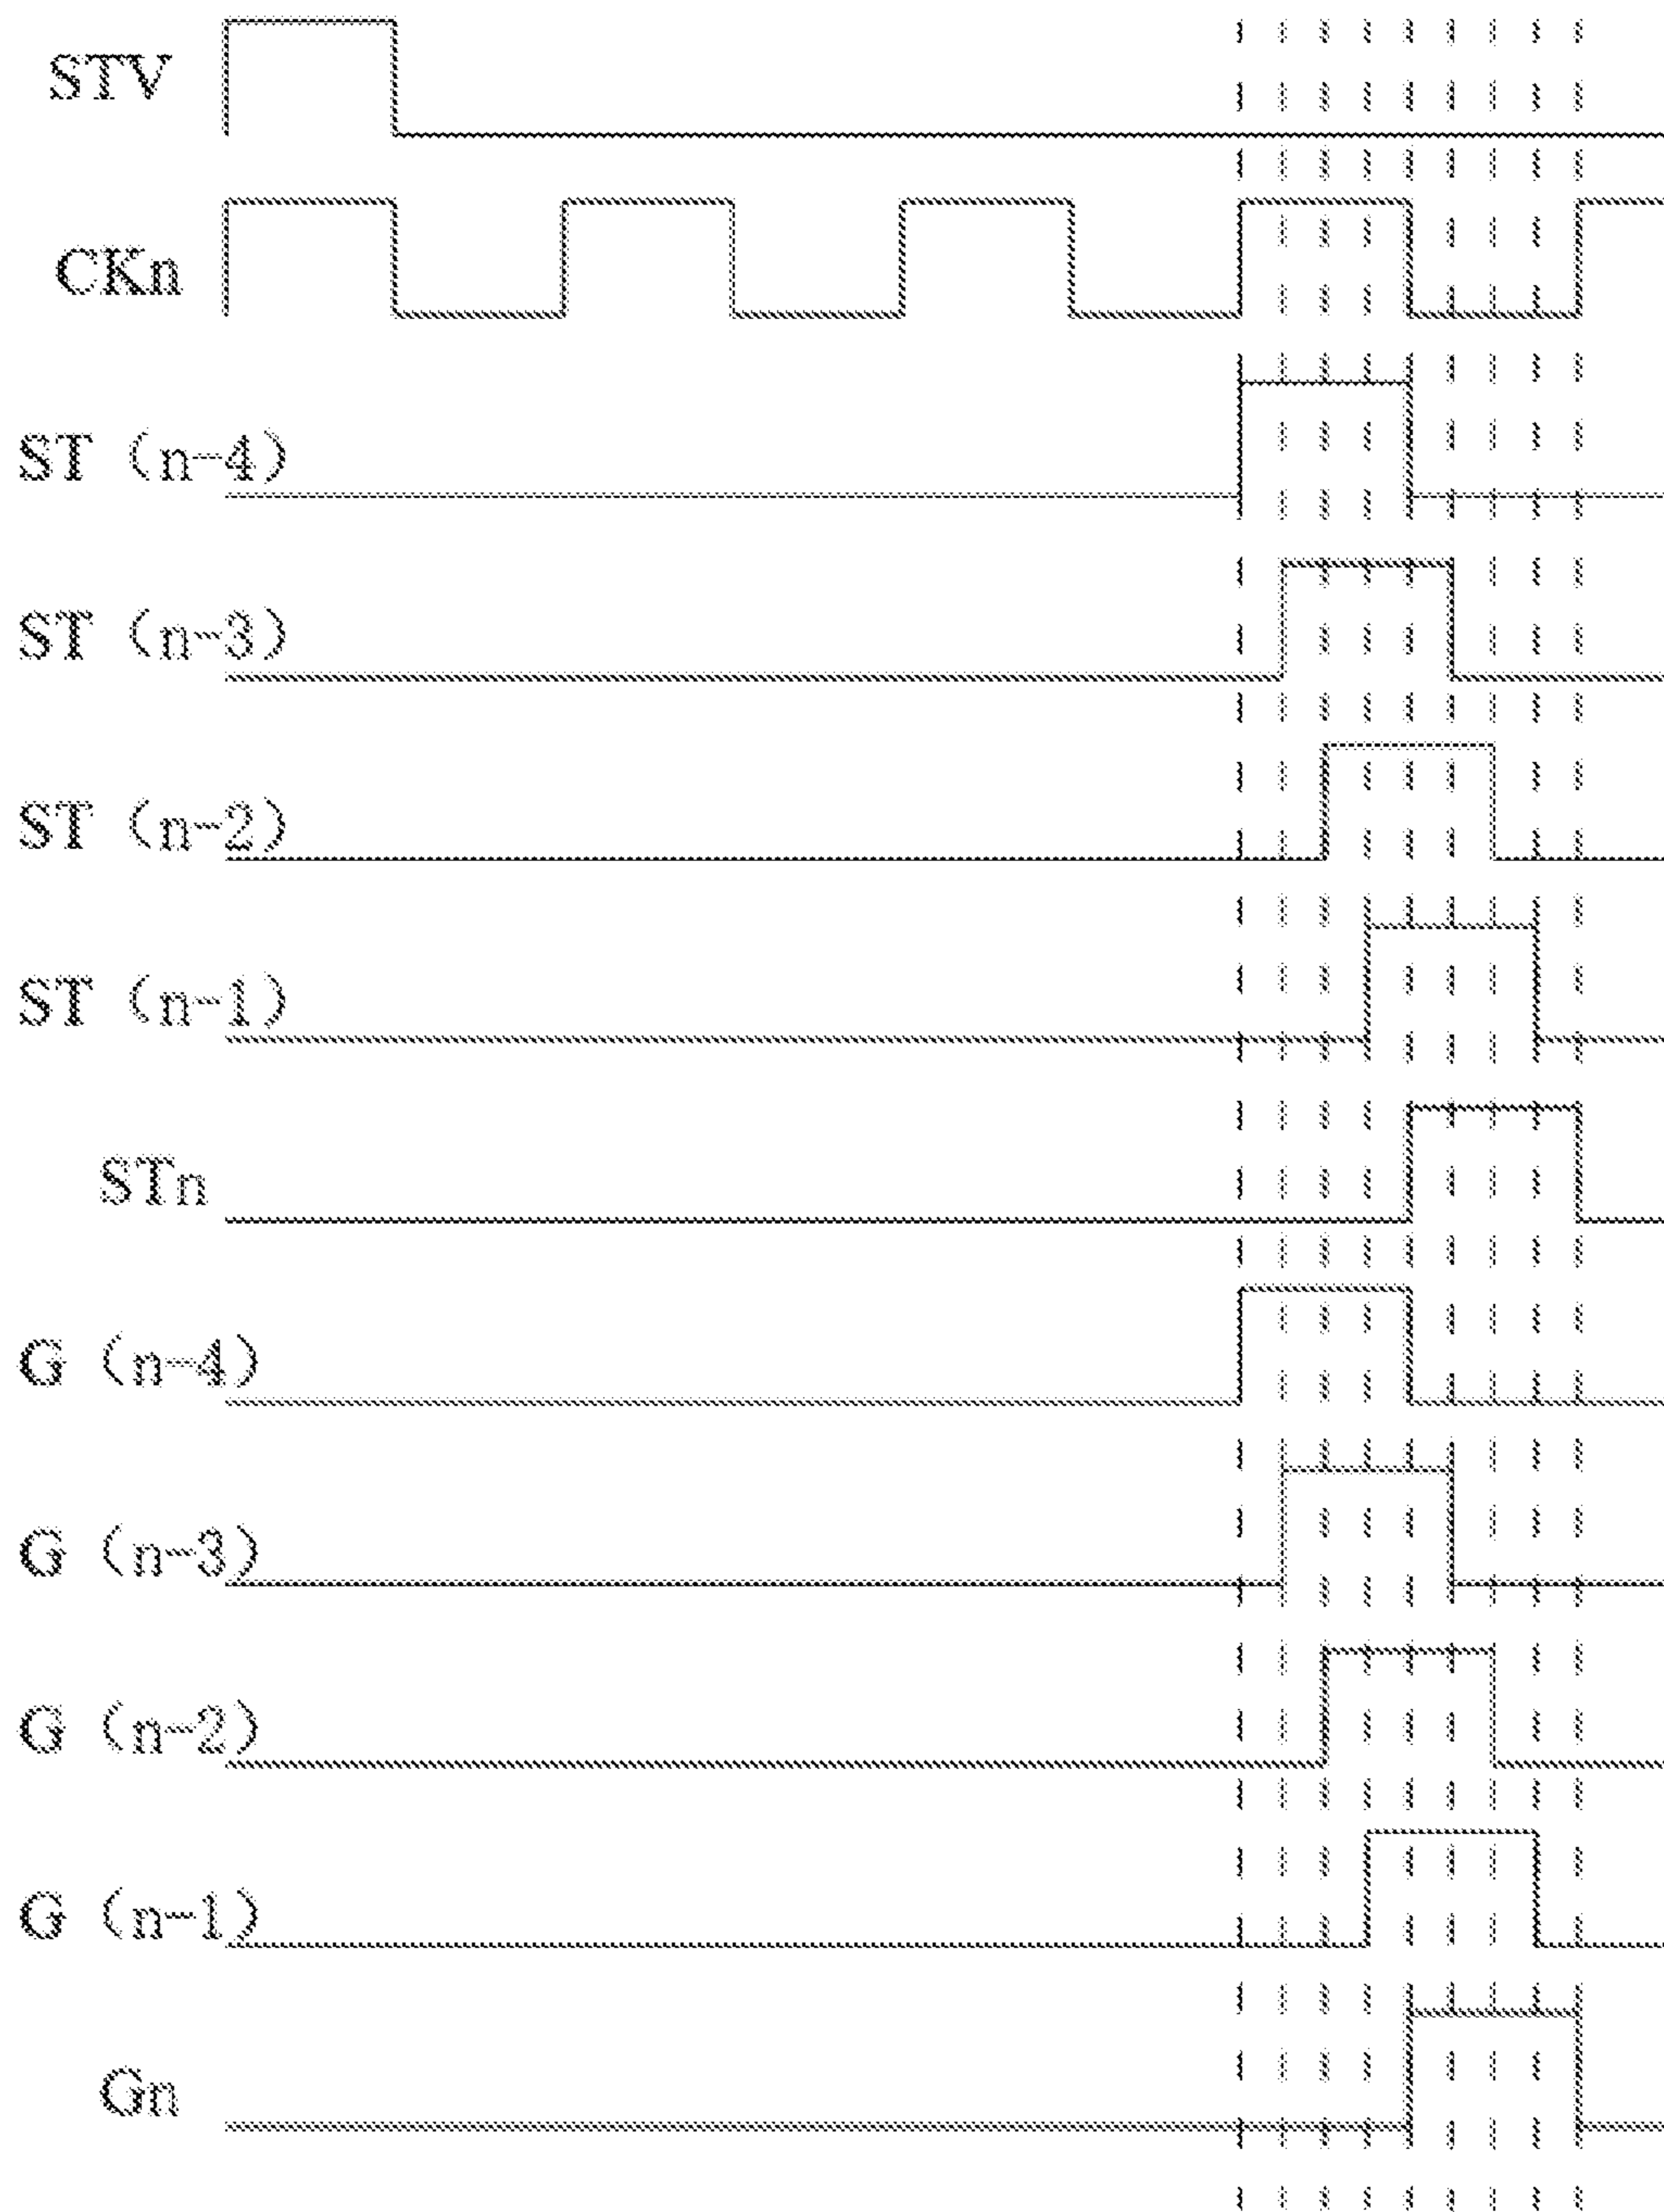 STV
CKn
ST (n-4)
ST (n-3)
ST (n-2)
ST (n-1)
STn
G (n-4)
G (n-3)
G (n-2)
G (n-1)
Gn